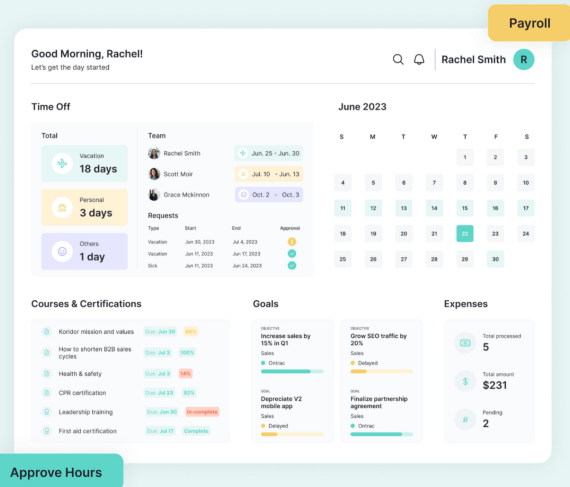 Payroll
Good Morning, Rachel!
Let's get the day started
Rachel Smith R
Time Off
Total
Vacation
18 days
Personal
3 days
Others
1 day
Team
Rachel Smith Jun. 25 - Jun. 30
Scott Moir Jul. 10 - Jun. 13
Grace Mckinnon Oct. 2 - Oct. 3
Requests
Type Start End Approval
Vacation Jun 30, 2023 Jul 4, 2023
Vacation Jun 11, 2023 Jun 17, 2023
Sick Jun 11, 2023 Jun 24, 2023
June 2023
S M T W T F S
1 2 3
4 5 6 7 8 9 10
11 12 13 14 15 16 17
18 19 20 21 22 23 24
25 26 27 28 29 30
Courses & Certifications
Koridor mission and values Due: Jun 30
How to shorten B2B sales
cycles Due: Jul 3 100%
Health & safety Due: Jul 3 14%
CPR certification Due: Jul 23 92%
Leadership training Due: Jun 30 In-complete
First aid certification Due: Jul 17 Complete
Goals
OBJECTIVE
Increase sales by
15% in Q1
Sales
Ontrac
OBJECTIVE
Grow SEO traffic by
20%
Sales
Delayed
GOAL
Depreciate V2
mobile app
Sales
Delayed
GOAL
Finalize partnership
agreement
Sales
Ontrac
Expenses
Total processed
5
$
Total amount
$231
#
Pending
2
Approve Hours